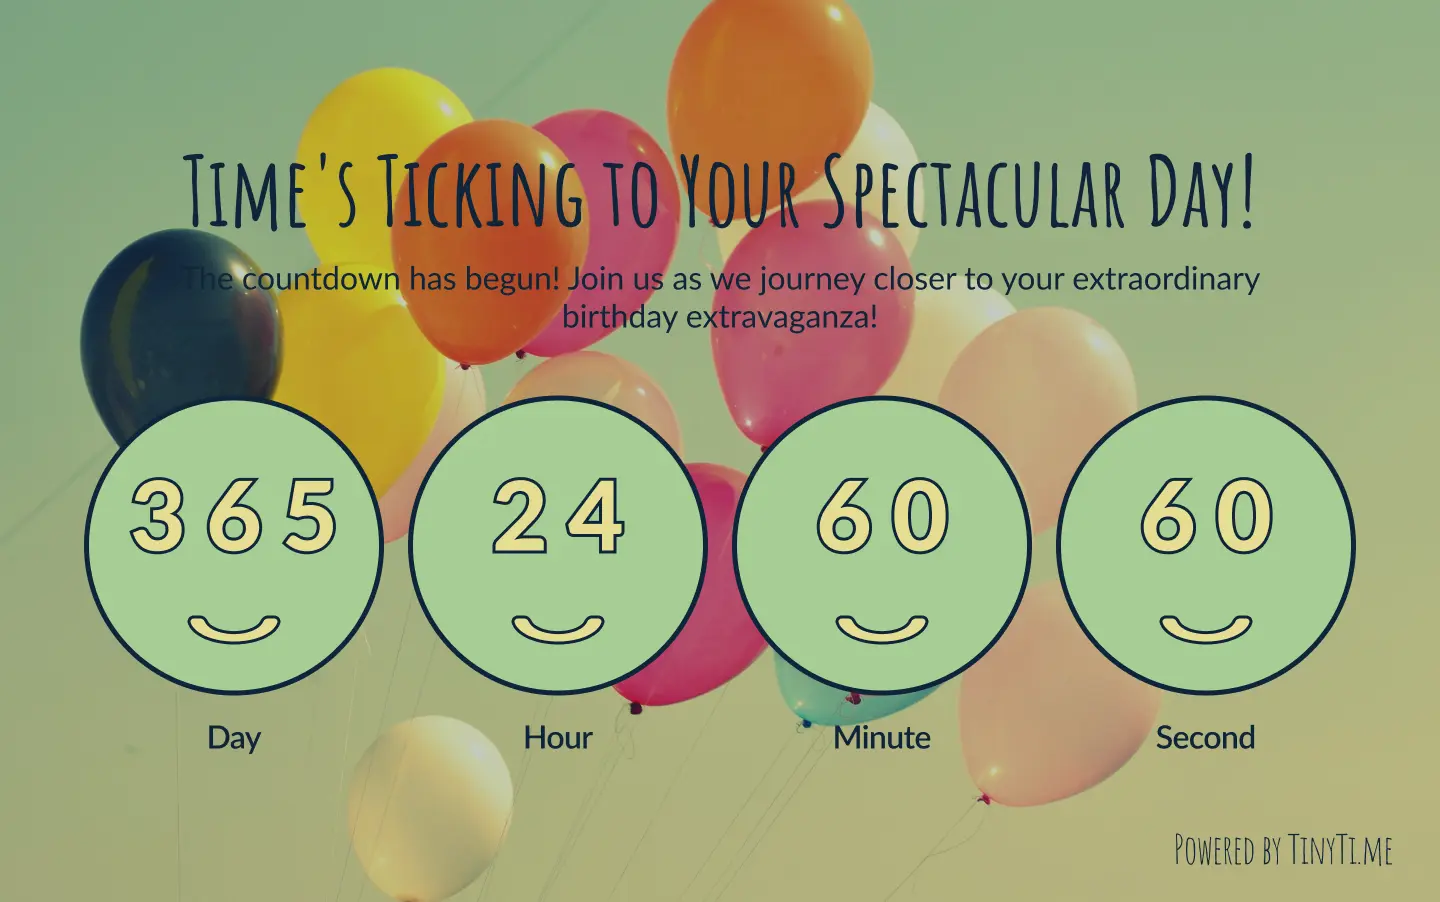 Time's Ticking to Your Spectacular Day!
The countdown has begun! Join us as we journey closer to your extraordinary
birthday extravaganza!
365 24 60 60
Day Hour Minute Second
Powered by TinyTi.me